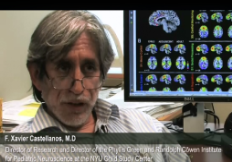 F. Xavier Castellanos, M.D
Director of Research and Director of the Phyllis Green and Randolph Cowen Institute
for Pediatric Neuroscience at the NYU Child Study Center